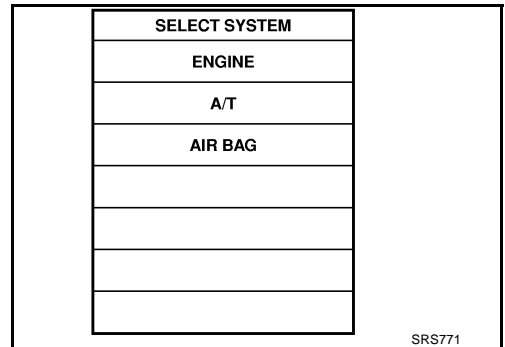 SELECT SYSTEM
ENGINE
A/T
AIR BAG
SRS771